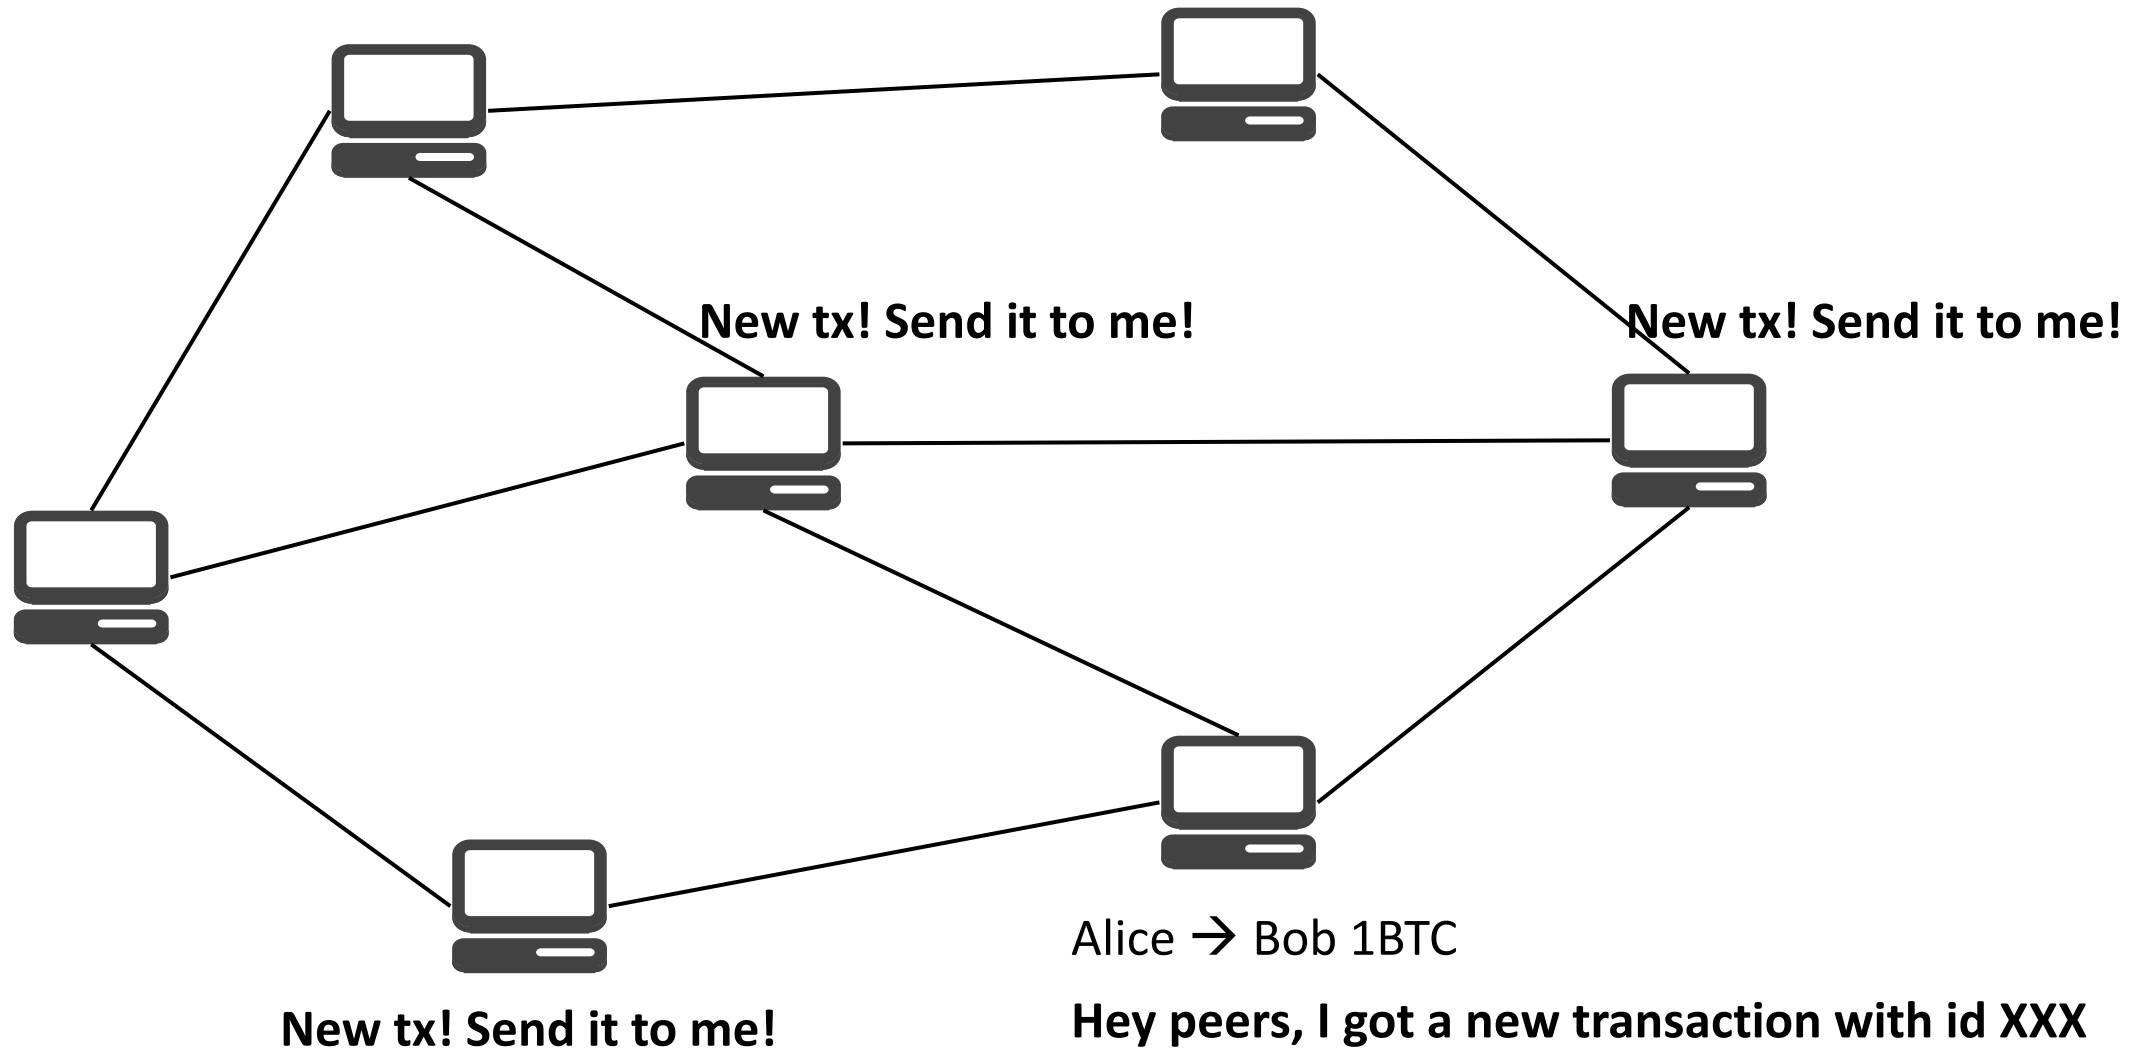 New tx! Send it to me!
New tx! Send it to me!
Alice → Bob 1BTC
Hey peers, I got a new transaction with id XXX
New tx! Send it to me!